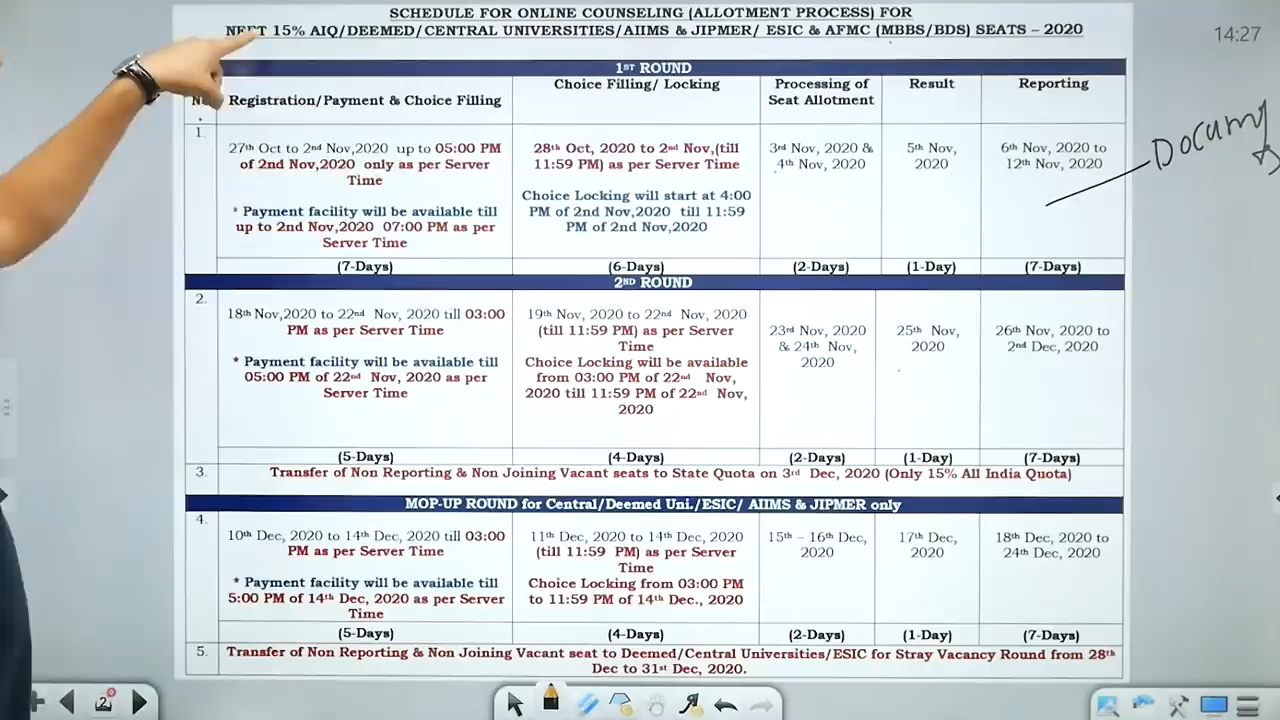 SCHEDULE FOR ONLINE COUNSELING (ALLOTMENT PROCESS) FOR
15% AIQ/DEEMED/CENTRAL UNIVERSITIES/AIIMS & JIPMER/ ESIC & AFMC (MBBS/BDS) SEATS – 2020
14:27
1ST ROUND
Registration/Payment & Choice Filling
Choice Filling/ Locking
Processing of
Seat Allotment
Result
Reporting
1.
27th Oct to 2nd Nov,2020 up to 05:00 PM
of 2nd Nov,2020 only as per Server
Time
* Payment facility will be available till
up to 2nd Nov,2020 07:00 PM as per
Server Time
28th Oct, 2020 to 2nd Nov,(till
11:59 PM) as per Server Time
Choice Locking will start at 4:00
PM of 2nd Nov,2020 till 11:59
PM of 2nd Nov,2020
3rd Nov, 2020 &
4th Nov, 2020
5th Nov,
2020
6th Nov, 2020 to
12th Nov, 2020
(7-Days)
(6-Days)
(2-Days)
(1-Day)
(7-Days)
2ND ROUND
2.
18th Nov,2020 to 22nd Nov, 2020 till 03:00
PM as per Server Time
* Payment facility will be available till
05:00 PM of 22nd Nov, 2020 as per
Server Time
19th Nov, 2020 to 22nd Nov, 2020
(till 11:59 PM) as per Server
Time
Choice Locking will be available
from 03:00 PM of 22nd Nov,
2020 till 11:59 PM of 22nd Nov,
2020
23rd Nov, 2020
& 24th Nov,
2020
25th Nov,
2020
26th Nov, 2020 to
2nd Dec, 2020
(5-Days)
(4-Days)
(2-Days)
(1-Day)
(7-Days)
3.
Transfer of Non Reporting & Non Joining Vacant seats to State Quota on 3rd Dec, 2020 (Only 15% All India Quota)
MOP-UP ROUND for Central/Deemed Uni./ESIC/ AIIMS & JIPMER only
4.
10th Dec, 2020 to 14th Dec, 2020 till 03:00
PM as per Server Time
* Payment facility will be available till
5:00 PM of 14th Dec, 2020 as per Server
Time
11th Dec, 2020 to 14th Dec, 2020
(till 11:59 PM) as per Server
Time
Choice Locking from 03:00 PM
to 11:59 PM of 14th Dec., 2020
15th – 16th Dec,
2020
17th Dec,
2020
18th Dec, 2020 to
24th Dec, 2020
(5-Days)
(4-Days)
(2-Days)
(1-Day)
(7-Days)
5.
Transfer of Non Reporting & Non Joining Vacant seat to Deemed/Central Universities/ESIC for Stray Vacancy Round from 28th
Dec to 31st Dec, 2020.
2